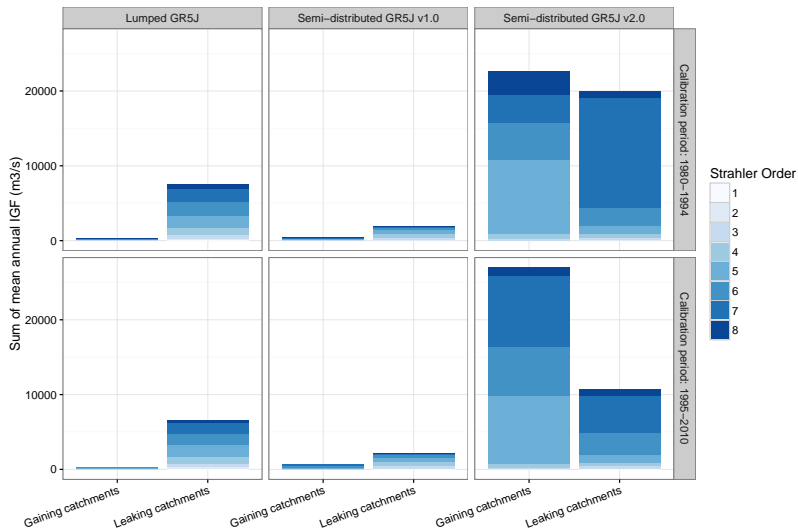 Lumped GR5J
Semi−distributed GR5J v1.0
Semi−distributed GR5J v2.0
20000
10000
0
Calibration period: 1980−1994
20000
10000
0
Calibration period: 1995−2010
Sum of mean annual IGF (m3/s)
Gaining catchments
Leaking catchments
Gaining catchments
Leaking catchments
Gaining catchments
Leaking catchments
Strahler Order
1
2
3
4
5
6
7
8